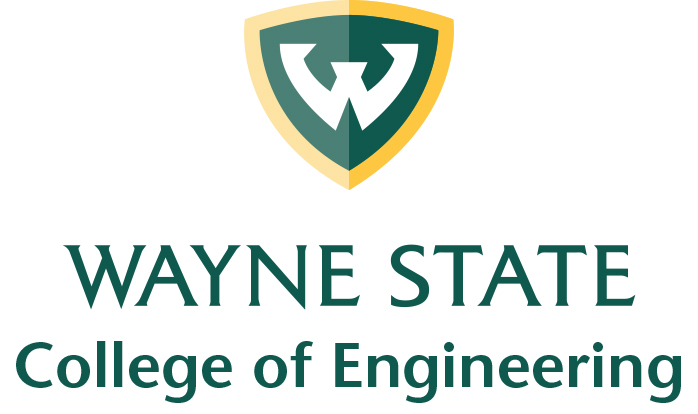 W
WAYNE STATE
College of Engineering